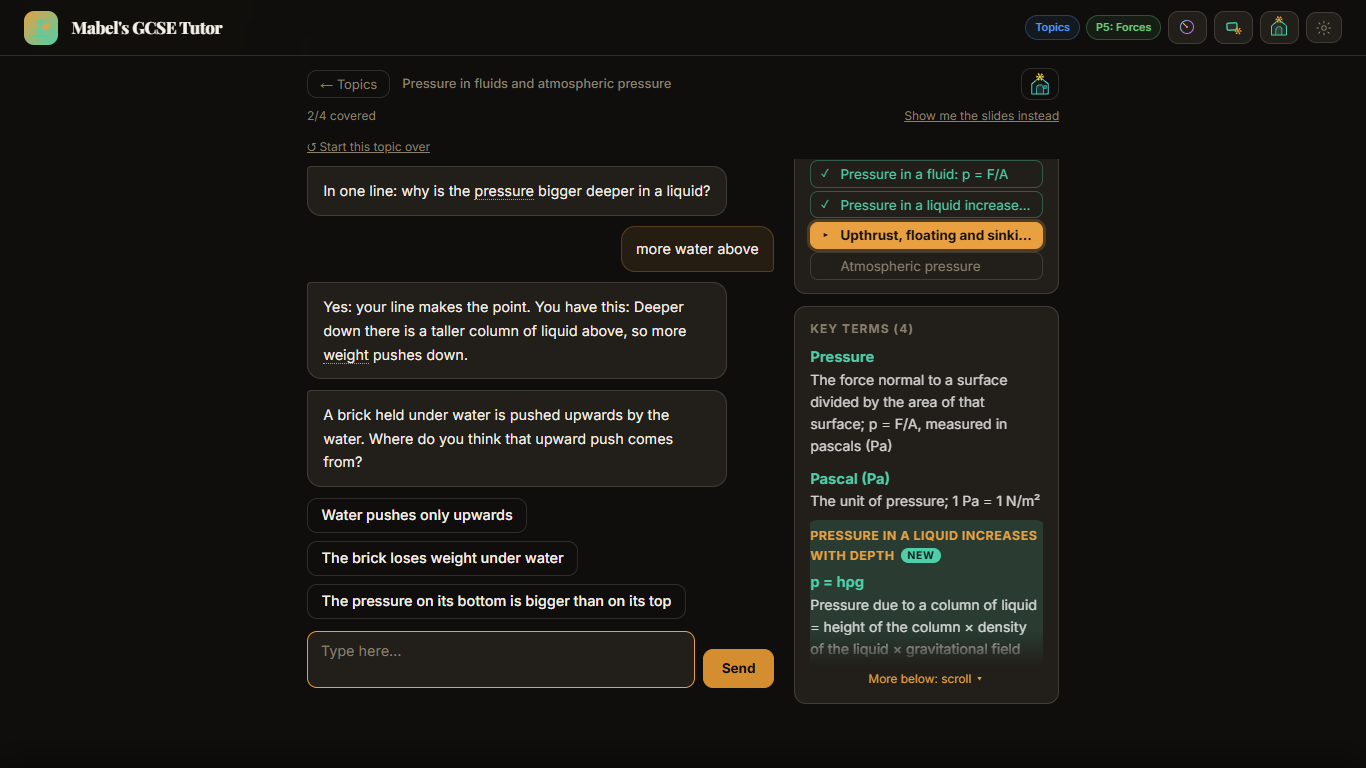 Mabel's GCSE Tutor
Topics
P5: Forces
← Topics
Pressure in fluids and atmospheric pressure
2/4 covered
Show me the slides instead
↺ Start this topic over
In one line: why is the pressure bigger deeper in a liquid?
more water above
Yes: your line makes the point. You have this: Deeper
down there is a taller column of liquid above, so more
weight pushes down.
A brick held under water is pushed upwards by the
water. Where do you think that upward push comes
from?
Water pushes only upwards
The brick loses weight under water
The pressure on its bottom is bigger than on its top
Type here...
Send
✓ Pressure in a fluid: p = F/A
✓ Pressure in a liquid increase...
▸ Upthrust, floating and sinki...
Atmospheric pressure
KEY TERMS (4)
Pressure
The force normal to a surface
divided by the area of that
surface; p = F/A, measured in
pascals (Pa)
Pascal (Pa)
The unit of pressure; 1 Pa = 1 N/m²
PRESSURE IN A LIQUID INCREASES
WITH DEPTH NEW
p = hρg
Pressure due to a column of liquid
= height of the column × density
of the liquid × gravitational field
More below: scroll ▾